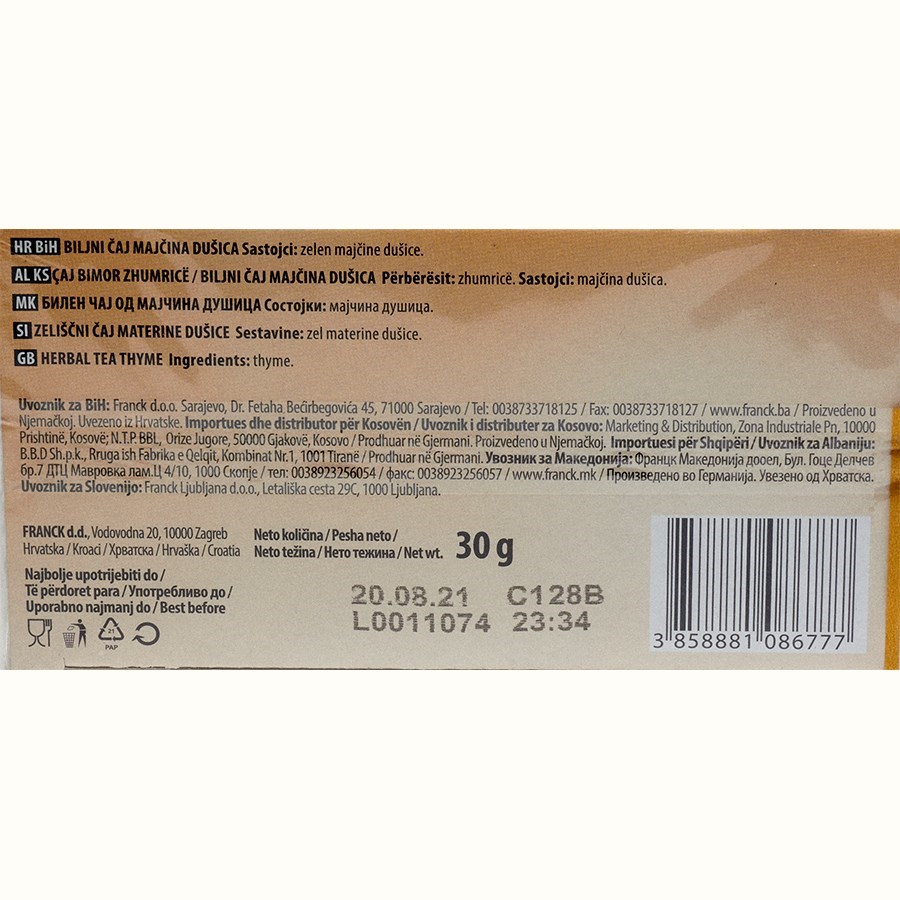 HR BiH BILJNI ČAJ MAJČINA DUŠICA Sastojci: zelen majčine dušice.
AL KS ÇAJ BIMOR ZHUMRICË / BILJNI ČAJ MAJČINA DUŠICA Përbërësit: zhumricë. Sastojci: majčina dušica.
MK БИЛЕН ЧАЈ ОД МАЈЧИНА ДУШИЦА Состојки: мајчина душица.
SI ZELIŠČNI ČAJ MATERINE DUŠICE Sestavine: zel materine dušice.
GB HERBAL TEA THYME Ingredients: thyme.
Uvoznik za BiH: Franck d.o.o. Sarajevo, Dr. Fetaha Bećirbegovića 45, 71000 Sarajevo / Tel: 0038733718125 / Fax: 0038733718127 / www.franck.ba / Proizvedeno u
Njemačkoj. Uvezeno iz Hrvatske. Importues dhe distributor për Kosovën / Uvoznik i distributer za Kosovo: Marketing & Distribution, Zona Industriale Pn, 10000
Prishtinë, Kosovë; N.T.P. BBL, Orize Jugore, 50000 Gjakovë, Kosovo / Prodhuar në Gjermani. Proizvedeno u Njemačkoj. Importuesi për Shqipëri / Uvoznik za Albaniju:
B.B.D Sh.p.k., Rruga ish Fabrika e Qelqit, Kombinat Nr.1, 1001 Tiranë / Prodhuar në Gjermani. Увозник за Македонија: Францк Македонија дооел, Бул. Гоце Делчев
бр.7 ДТЦ Мавровка лам.Ц 4/10, 1000 Скопје / тел: 0038923256054 / факс: 0038923256057 / www.franck.mk / Произведено во Германија. Увезено од Хрватска.
Uvoznik za Slovenijo: Franck Ljubljana d.o.o., Letališka cesta 29C, 1000 Ljubljana.
FRANCK d.d., Vodovodna 20, 10000 Zagreb
Hrvatska / Kroaci / Хрватска / Hrvaška / Croatia
Neto količina / Pesha neto /
Neto težina / Нето тежина / Net wt. 30 g
Najbolje upotrijebiti do /
Të përdoret para / Употребливо до /
Uporabno najmanj do / Best before
20.08.21 C128B
L0011074 23:34
21
PAP
3 858881 086777